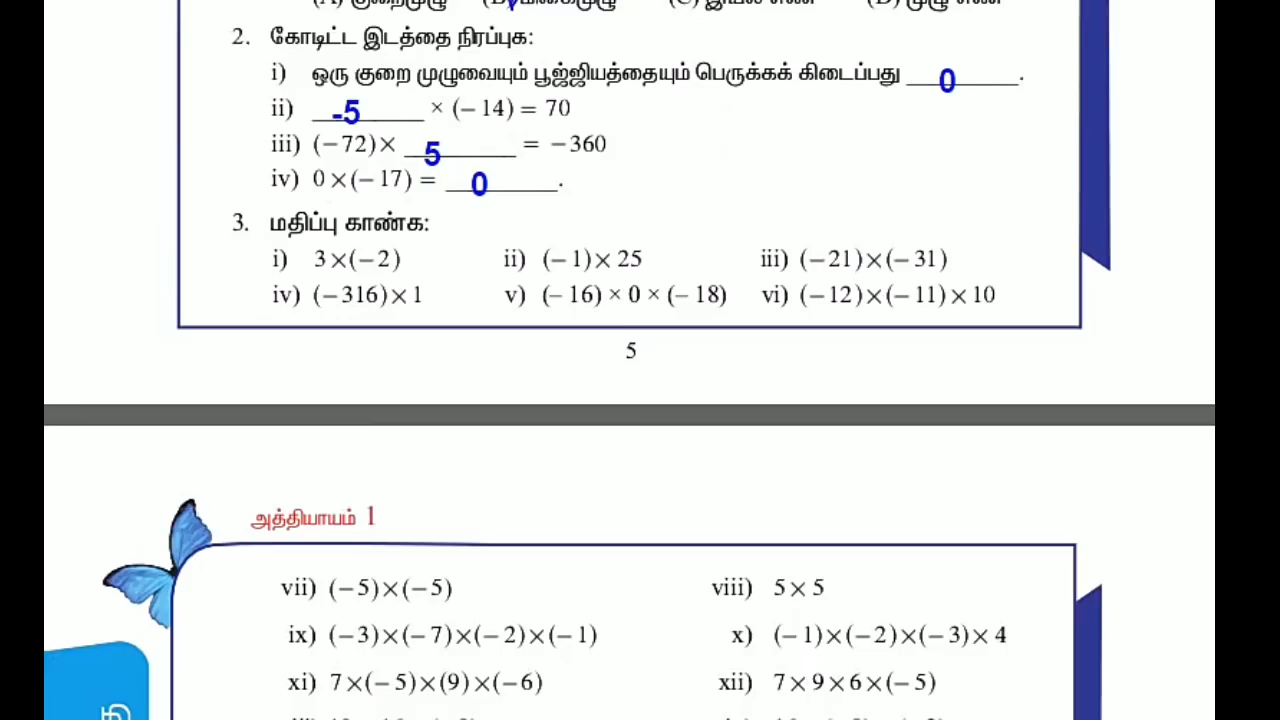 2. கோடிட்ட இடத்தை நிரப்புக:
i) ஒரு குறை முழுவையும் பூஜ்ஜியத்தையும் பெருக்கக் கிடைப்பது 0 .
ii) -5 × (– 14) = 70
iii) (– 72) × 5 = – 360
iv) 0 × (– 17) = 0 .
3. மதிப்பு காண்க:
i) 3 × (– 2) ii) (– 1) × 25 iii) (– 21) × (– 31)
iv) (– 316) × 1 v) (– 16) × 0 × (– 18) vi) (– 12) × (– 11) × 10
5
அத்தியாயம் 1
vii) (– 5) × (– 5) viii) 5 × 5
ix) (– 3) × (– 7) × (– 2) × (– 1) x) (– 1) × (– 2) × (– 3) × 4
xi) 7 × (– 5) × (9) × (– 6) xii) 7 × 9 × 6 × (– 5)